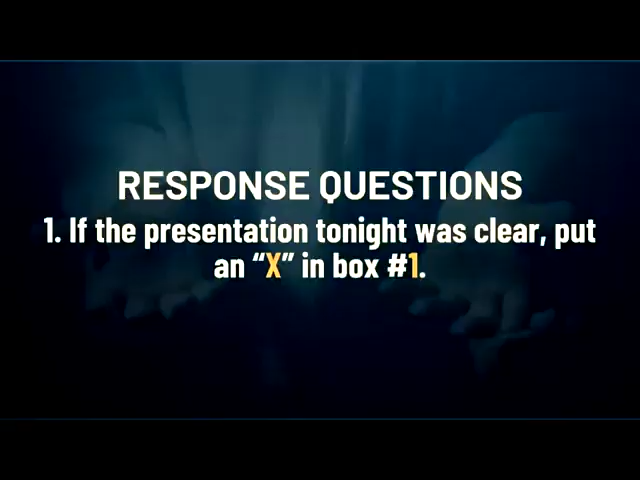 RESPONSE QUESTIONS
1. If the presentation tonight was clear, put
an “X” in box #1.